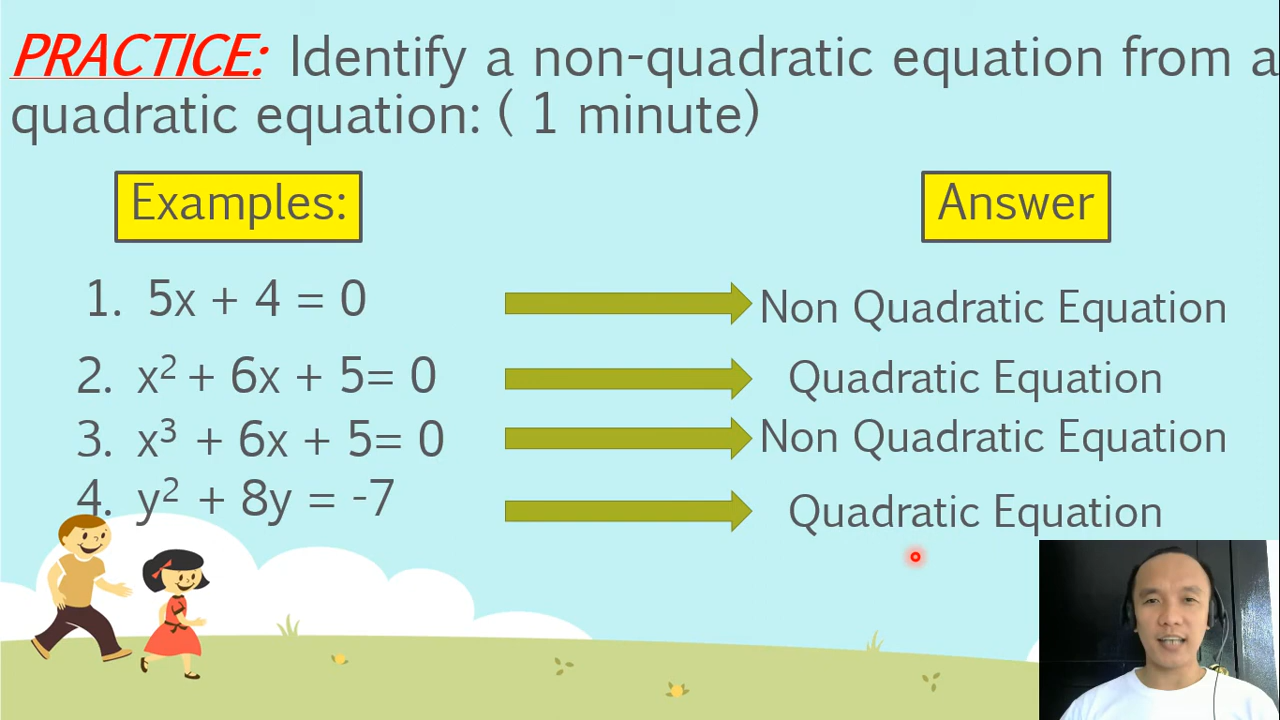 PRACTICE: Identify a non-quadratic equation from a
quadratic equation: ( 1 minute)
Examples:
Answer
1. 5x + 4 = 0
Non Quadratic Equation
2. x² + 6x + 5= 0
Quadratic Equation
3. x³ + 6x + 5= 0
Non Quadratic Equation
4. y² + 8y = -7
Quadratic Equation